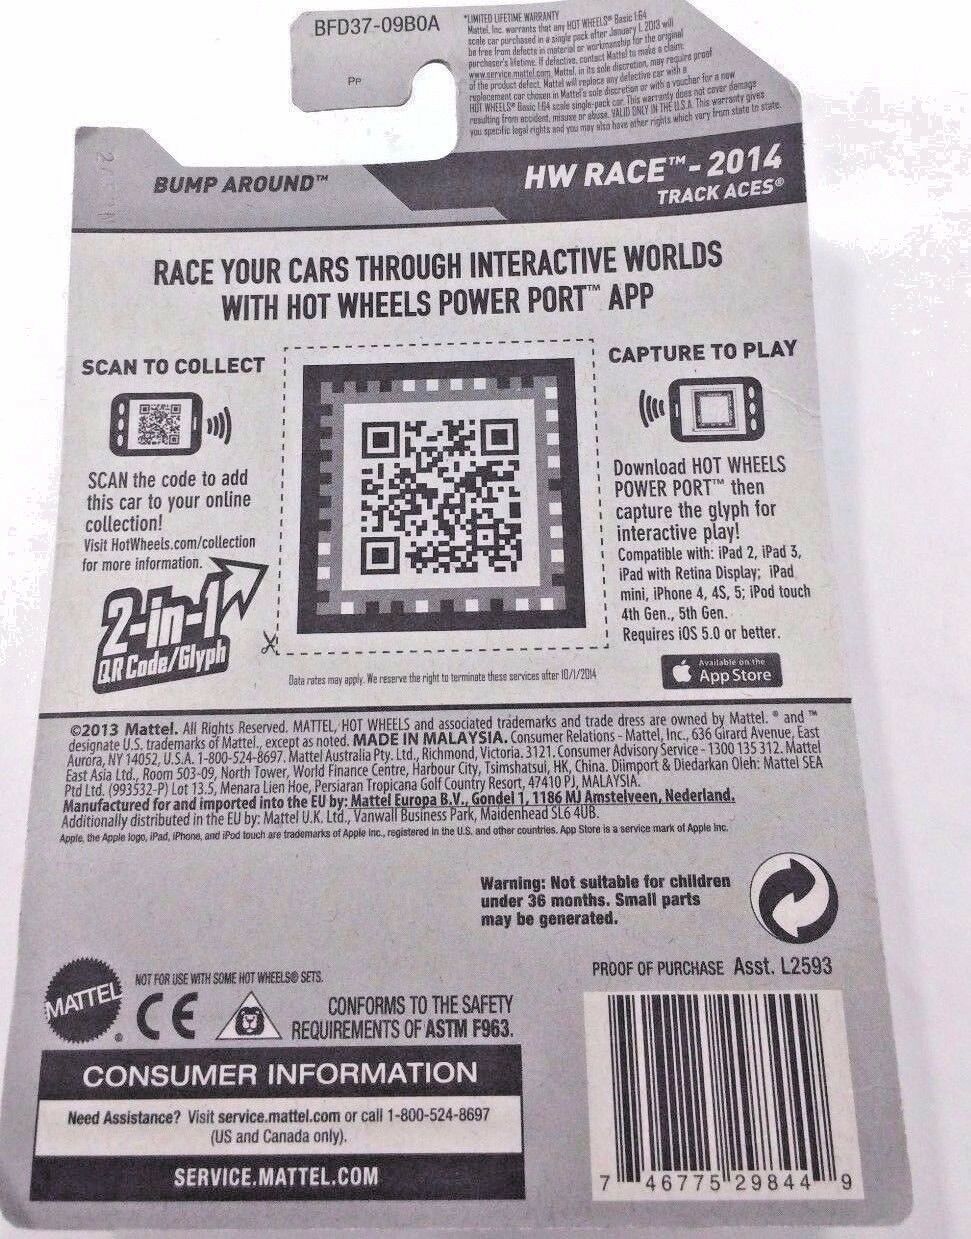 BFD37-09B0A
Pp
*LIMITED LIFETIME WARRANTY
Mattel, Inc. warrants that any HOT WHEELS® Basic 1:64
scale car purchased in a single pack after January 1, 2013 will
be free from defects in material or workmanship for the original
purchaser's lifetime. If defective, contact Mattel to make a claim:
www.service.mattel.com. Mattel, in its sole discretion, may require proof
of the product defect. Mattel will replace any defective car with a
replacement car chosen in Mattel's sole discretion or with a voucher for a new
HOT WHEELS® Basic 1:64 scale single-pack car. This warranty does not cover damage
resulting from accident, misuse or abuse. VALID ONLY IN THE U.S.A. This warranty gives
you specific legal rights and you may also have other rights which vary from state to state.
BUMP AROUND™
HW RACE™ - 2014
TRACK ACES®
RACE YOUR CARS THROUGH INTERACTIVE WORLDS
WITH HOT WHEELS POWER PORT™ APP
SCAN TO COLLECT
SCAN the code to add
this car to your online
collection!
Visit HotWheels.com/collection
for more information.
2-in-1
QR Code/Glyph
CAPTURE TO PLAY
Download HOT WHEELS
POWER PORT™ then
capture the glyph for
interactive play!
Compatible with: iPad 2, iPad 3,
iPad with Retina Display; iPad
mini, iPhone 4, 4S, 5; iPod touch
4th Gen., 5th Gen.
Requires iOS 5.0 or better.
Available on the
App Store
Data rates may apply. We reserve the right to terminate these services after 10/1/2014
©2013 Mattel. All Rights Reserved. MATTEL, HOT WHEELS and associated trademarks and trade dress are owned by Mattel. ® and ™
designate U.S. trademarks of Mattel., except as noted. MADE IN MALAYSIA. Consumer Relations - Mattel, Inc., 636 Girard Avenue, East
Aurora, NY 14052, U.S.A. 1-800-524-8697. Mattel Australia Pty. Ltd., Richmond, Victoria. 3121. Consumer Advisory Service - 1300 135 312. Mattel
East Asia Ltd., Room 503-09, North Tower, World Finance Centre, Harbour City, Tsimshatsui, HK, China. Diimport & Diedarkan Oleh: Mattel SEA
Ptd Ltd. (993532-P) Lot 13.5, Menara Lien Hoe, Persiaran Tropicana Golf Country Resort, 47410 PJ, MALAYSIA.
Manufactured for and imported into the EU by: Mattel Europa B.V., Gondel 1, 1186 MJ Amstelveen, Nederland.
Additionally distributed in the EU by: Mattel U.K. Ltd., Vanwall Business Park, Maidenhead SL6 4UB.
Apple, the Apple logo, iPad, iPhone, and iPod touch are trademarks of Apple Inc., registered in the U.S. and other countries. App Store is a service mark of Apple Inc.
Warning: Not suitable for children
under 36 months. Small parts
may be generated.
PROOF OF PURCHASE Asst. L2593
MATTEL®
NOT FOR USE WITH SOME HOT WHEELS® SETS.
CE
CONFORMS TO THE SAFETY
REQUIREMENTS OF ASTM F963.
CONSUMER INFORMATION
Need Assistance? Visit service.mattel.com or call 1-800-524-8697
(US and Canada only).
SERVICE.MATTEL.COM
7 46775 29844 9